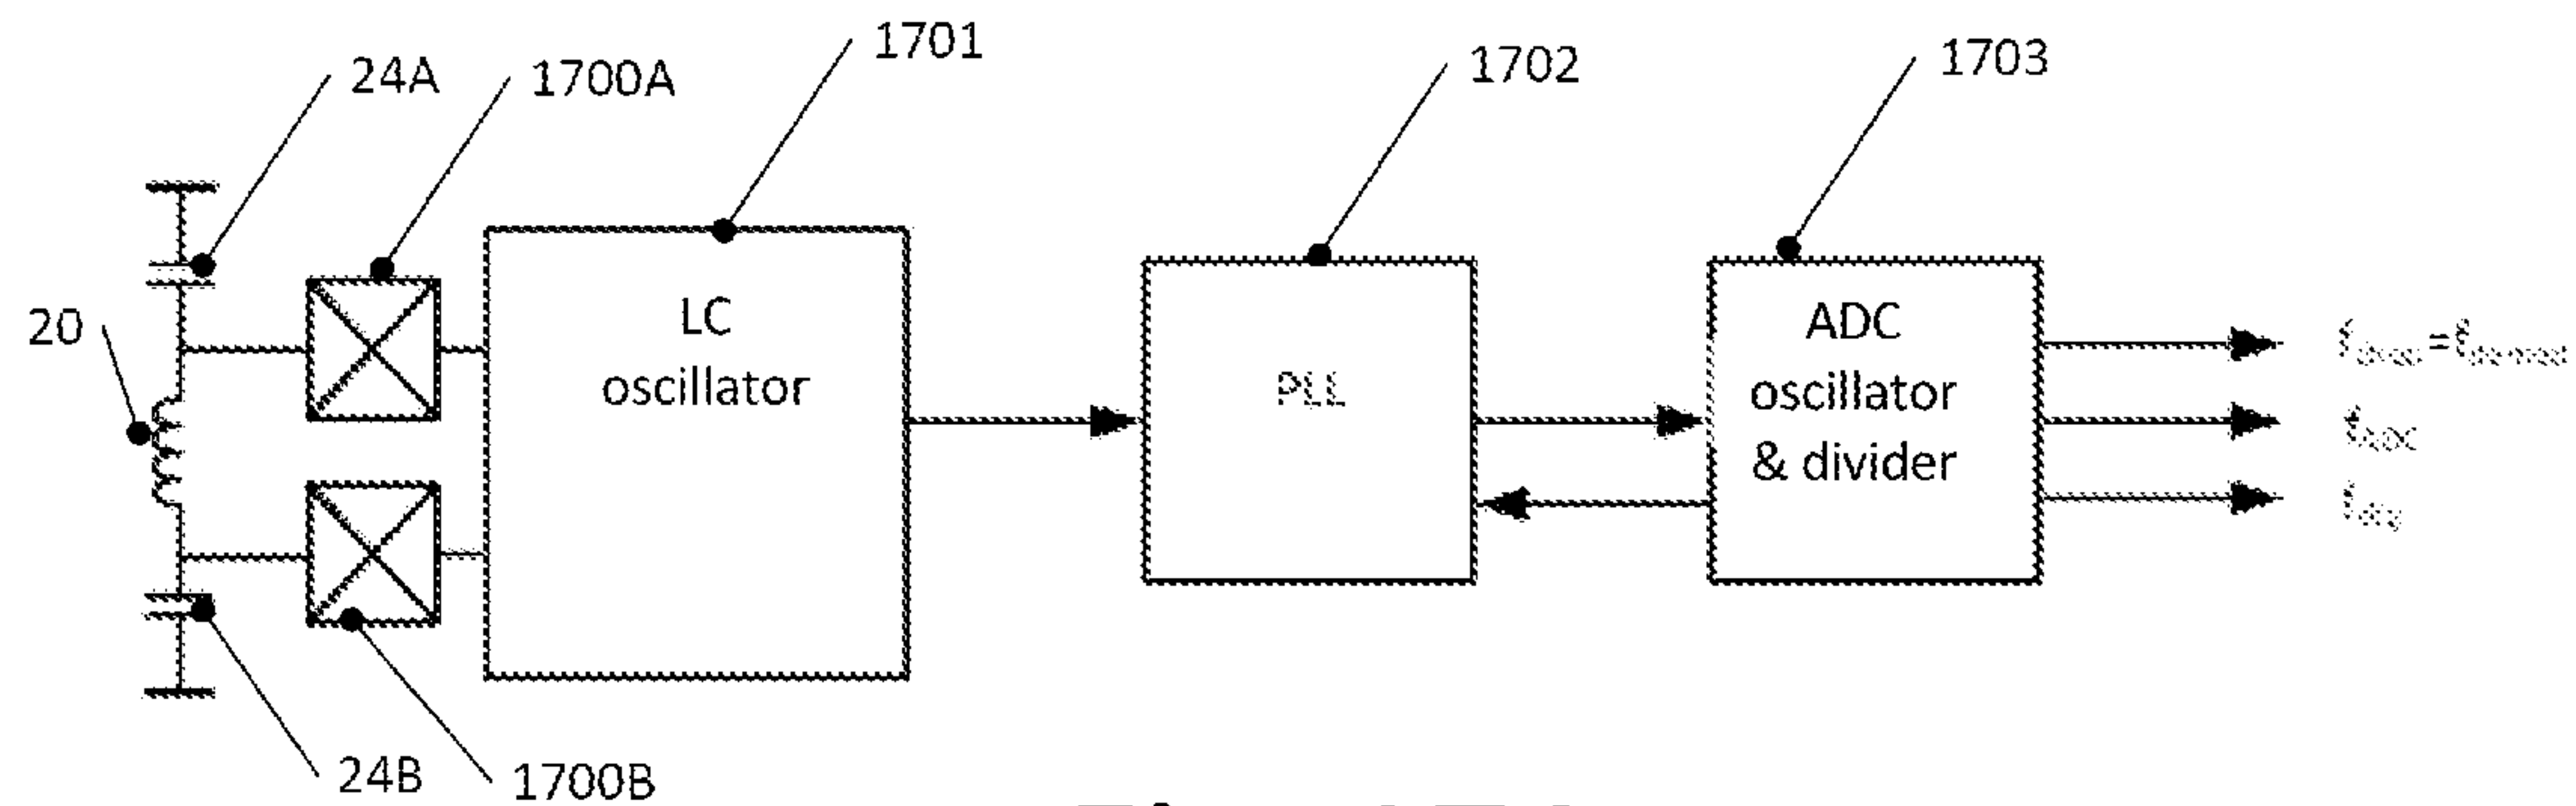 1701
1702
1703
24A
1700A
20
LC
oscillator
PLL
ADC
oscillator
& divider
24B
1700B